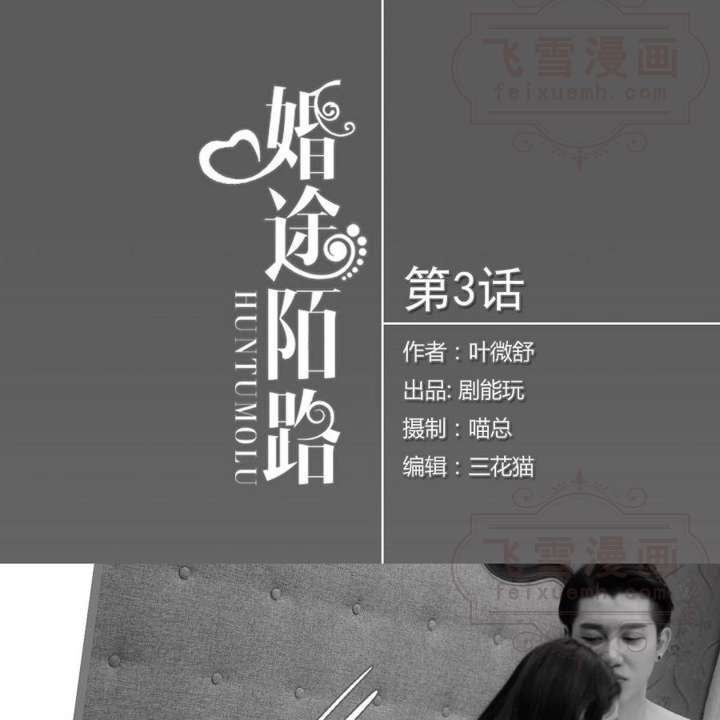 飞雪漫画
feixuemh.com
婚途陌路
HUNTUMOLU
第3话
作者：叶微舒
出品: 剧能玩
摄制：喵总
编辑：三花猫
飞雪漫画
feixuemh.com